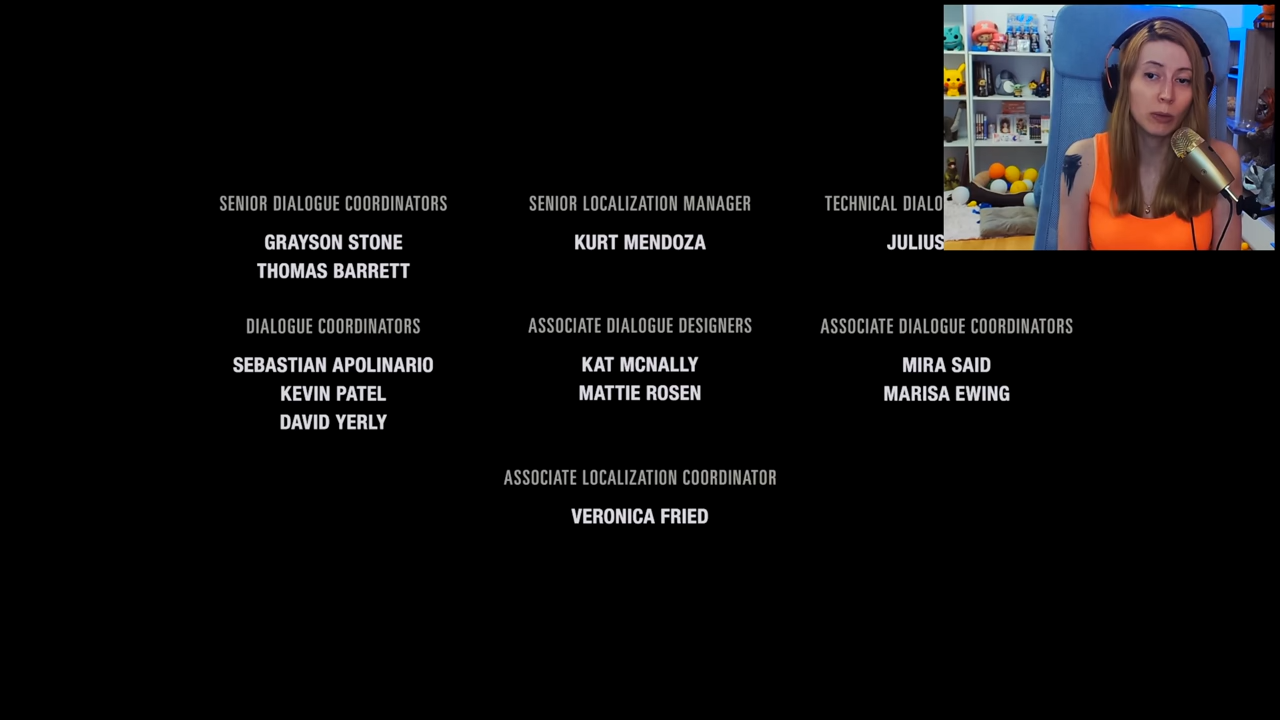 SENIOR DIALOGUE COORDINATORS
GRAYSON STONE
THOMAS BARRETT
SENIOR LOCALIZATION MANAGER
KURT MENDOZA
TECHNICAL DIALO
JULIUS
DIALOGUE COORDINATORS
SEBASTIAN APOLINARIO
KEVIN PATEL
DAVID YERLY
ASSOCIATE DIALOGUE DESIGNERS
KAT MCNALLY
MATTIE ROSEN
ASSOCIATE DIALOGUE COORDINATORS
MIRA SAID
MARISA EWING
ASSOCIATE LOCALIZATION COORDINATOR
VERONICA FRIED